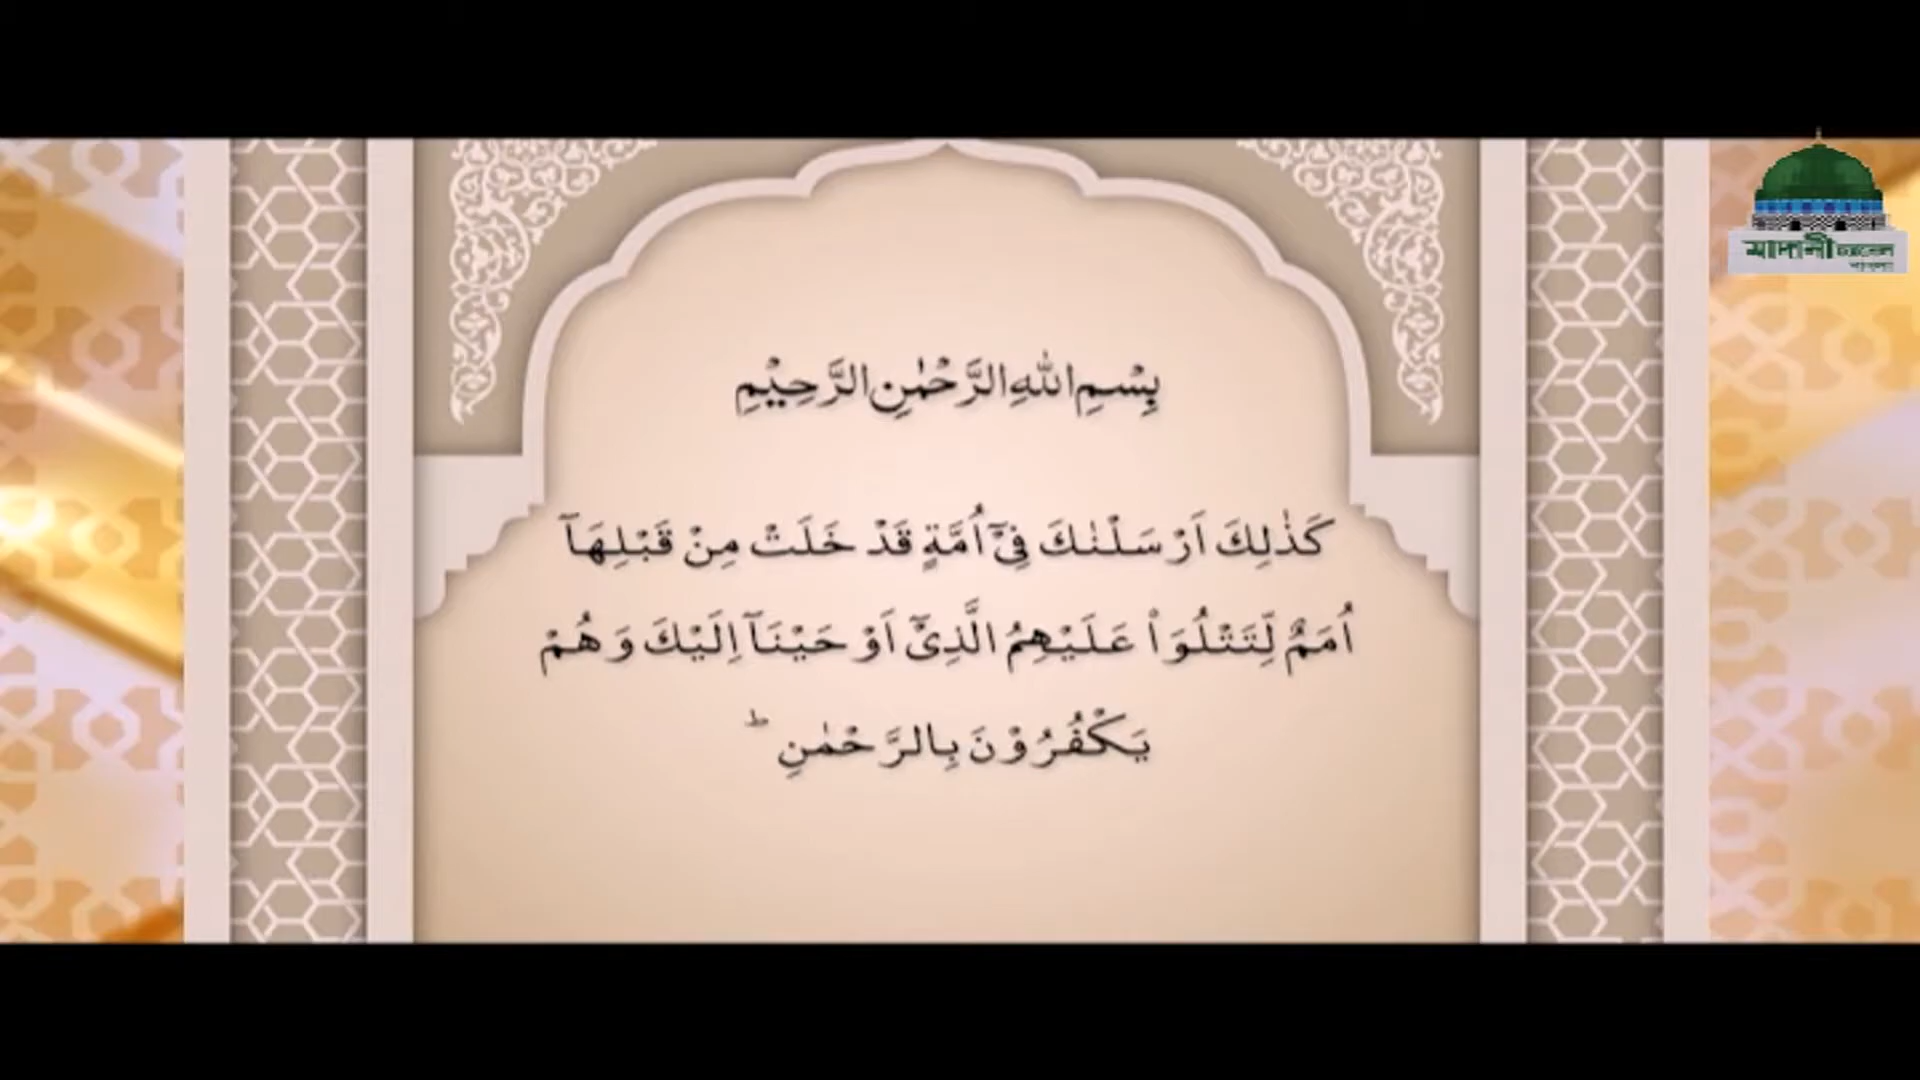 بِسْمِ اللّٰهِ الرَّحْمٰنِ الرَّحِيْمِ
كَذٰلِكَ اَرْسَلْنٰكَ فِيْۤ اُمَّةٍ قَدْ خَلَتْ مِنْ قَبْلِهَاۤ
اُمَمٌ لِّتَتْلُوَا۠ عَلَيْهِمُ الَّذِيْۤ اَوْحَيْنَاۤ اِلَيْكَ وَهُمْ
يَكْفُرُوْنَ بِالرَّحْمٰنِ ؕ
মাদানী চ্যানেল
বাংলা